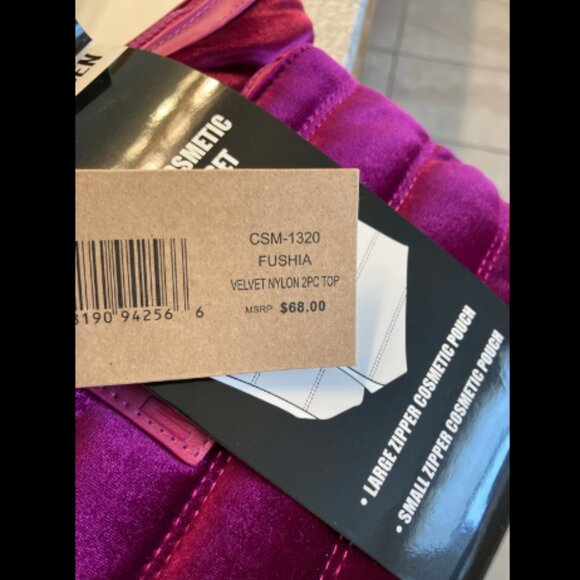 CSM-1320
FUSHIA
VELVET NYLON 2PC TOP
MSRP $68.00
190 94256 6
• LARGE ZIPPER COSMETIC POUCH
• SMALL ZIPPER COSMETIC POUCH